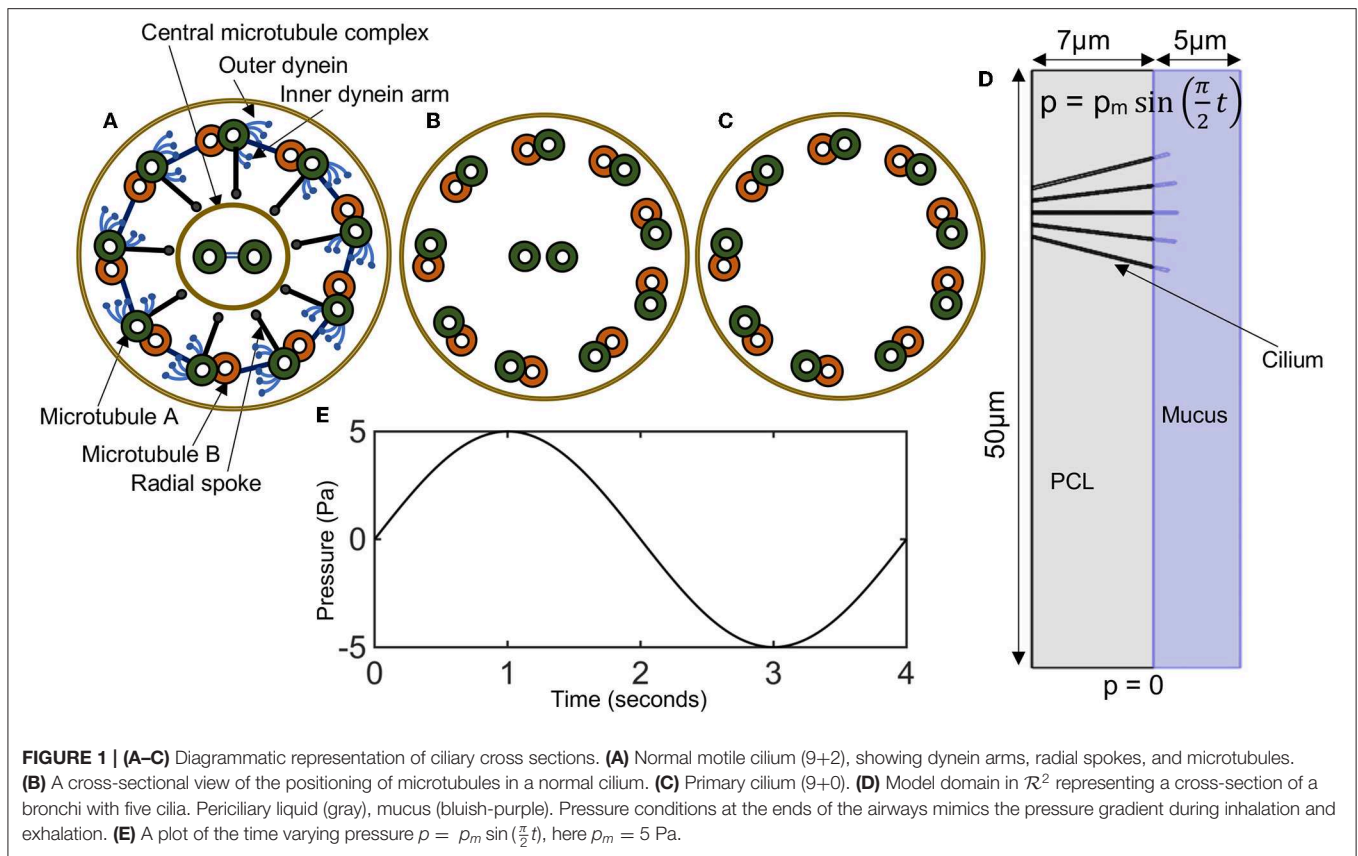 Central microtubule complex
Outer dynein
Inner dynein arm
A
B
C
Microtubule A
Microtubule B
Radial spoke
D
7µm
5µm
p = p_m sin (π/2 t)
50µm
Cilium
Mucus
PCL
p = 0
E
Pressure (Pa)
5
0
-5
0 1 2 3 4
Time (seconds)
FIGURE 1 | (A–C) Diagrammatic representation of ciliary cross sections. (A) Normal motile cilium (9+2), showing dynein arms, radial spokes, and microtubules.
(B) A cross-sectional view of the positioning of microtubules in a normal cilium. (C) Primary cilium (9+0). (D) Model domain in ℛ² representing a cross-section of a
bronchi with five cilia. Periciliary liquid (gray), mucus (bluish-purple). Pressure conditions at the ends of the airways mimics the pressure gradient during inhalation and
exhalation. (E) A plot of the time varying pressure p = p_m sin (π/2 t), here p_m = 5 Pa.